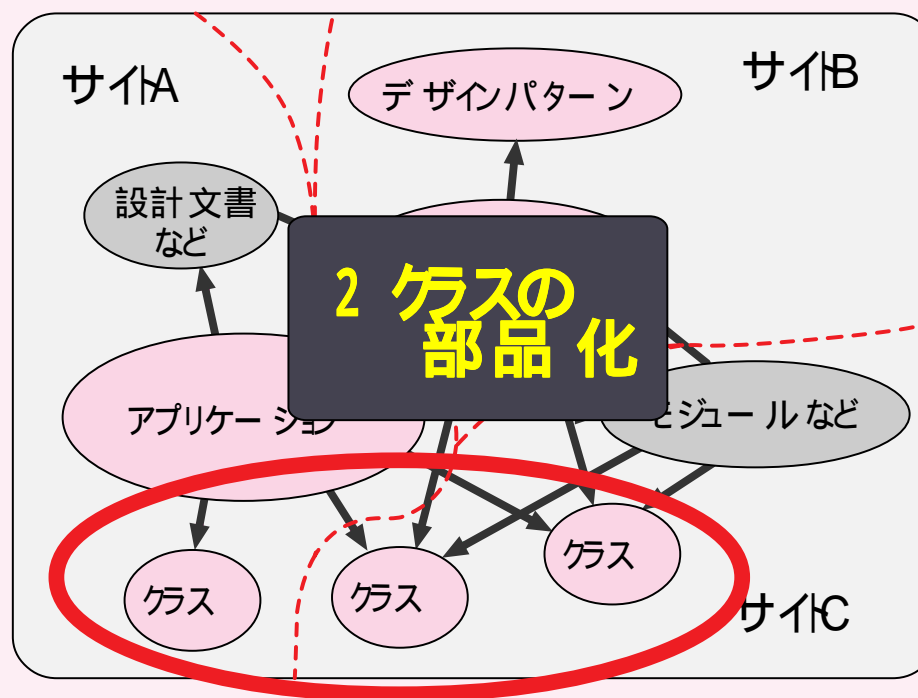 サイトA
サイトB
デザインパターン
設計文書
など
2 クラスの
部品化
アプリケーション
モジュールなど
クラス
クラス
クラス
サイトC